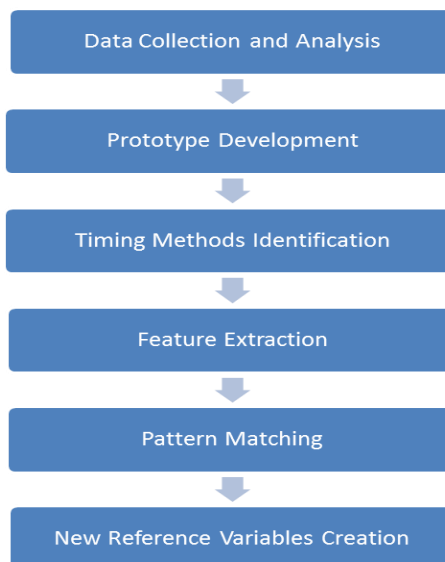 Data Collection and Analysis
Prototype Development
Timing Methods Identification
Feature Extraction
Pattern Matching
New Reference Variables Creation